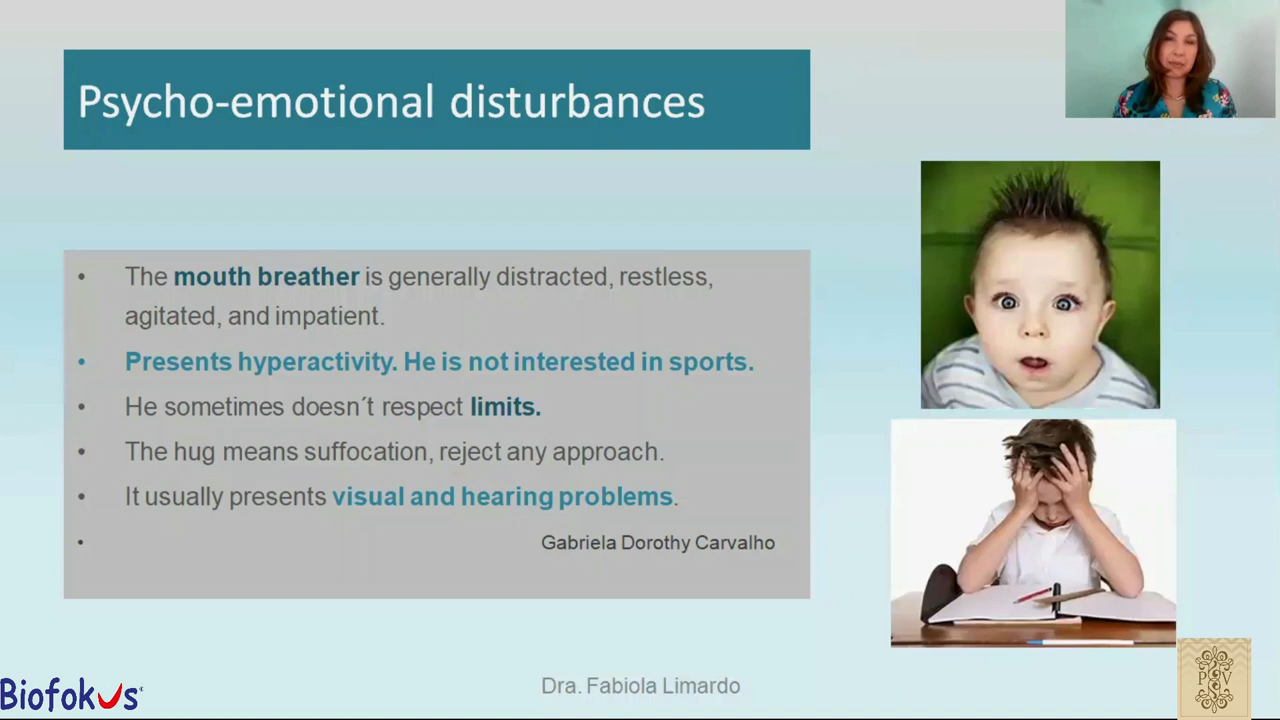 Psycho-emotional disturbances
• The mouth breather is generally distracted, restless,
agitated, and impatient.
• Presents hyperactivity. He is not interested in sports.
• He sometimes doesn´t respect limits.
• The hug means suffocation, reject any approach.
• It usually presents visual and hearing problems.
• Gabriela Dorothy Carvalho
Biofokus
Dra. Fabiola Limardo
P V